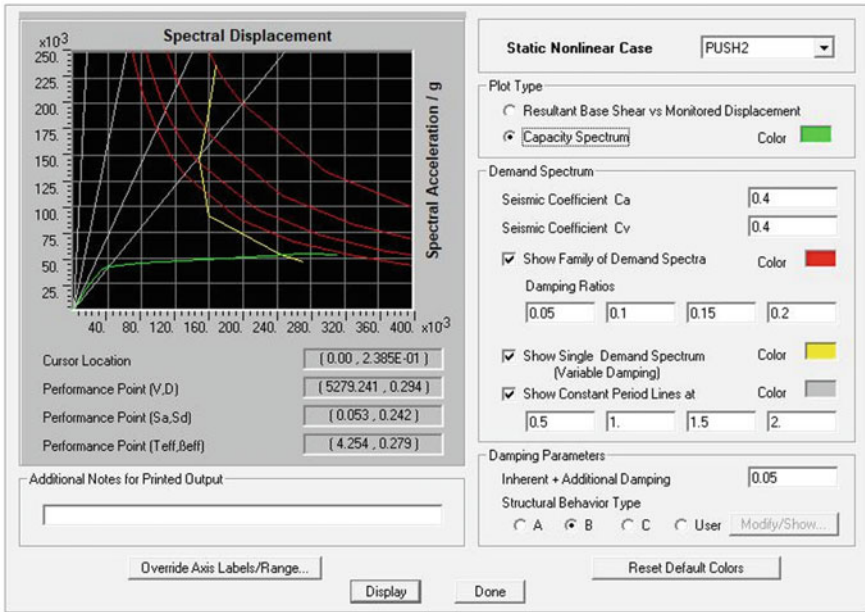 Spectral Displacement
x10³
250.
225.
200.
175.
150.
125.
100.
75.
50.
25.
40. 80. 120. 160. 200. 240. 280. 320. 360. 400. x10³
Spectral Acceleration / g
Cursor Location ( 0.00 , 2.385E-01 )
Performance Point (V,D) ( 5279.241 , 0.294 )
Performance Point (Sa,Sd) ( 0.053 , 0.242 )
Performance Point (Teff,ßeff) ( 4.254 , 0.279 )
Additional Notes for Printed Output
Static Nonlinear Case PUSH2
Plot Type
Resultant Base Shear vs Monitored Displacement
Capacity Spectrum Color
Demand Spectrum
Seismic Coefficient Ca 0.4
Seismic Coefficient Cv 0.4
Show Family of Demand Spectra Color
Damping Ratios
0.05 0.1 0.15 0.2
Show Single Demand Spectrum Color
(Variable Damping)
Show Constant Period Lines at Color
0.5 1. 1.5 2.
Damping Parameters
Inherent + Additional Damping 0.05
Structural Behavior Type
A B C User Modify/Show...
Override Axis Labels/Range... Reset Default Colors
Display Done